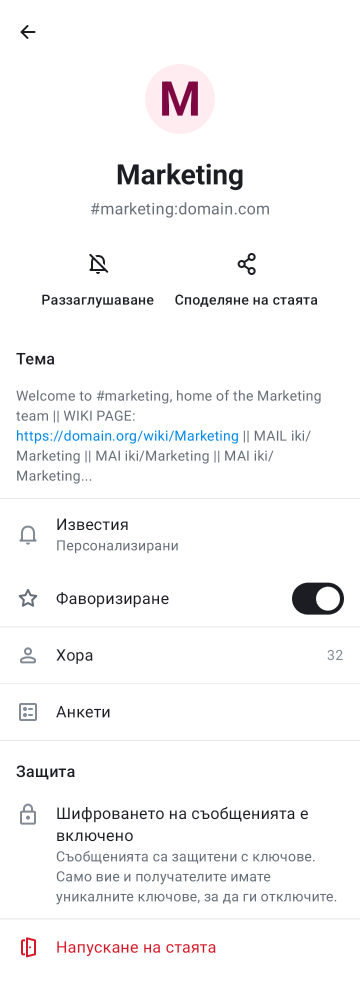 M
Marketing
#marketing:domain.com
Раззаглушаване
Споделяне на стаята
Тема
Welcome to #marketing, home of the Marketing
team || WIKI PAGE:
https://domain.org/wiki/Marketing || MAIL iki/
Marketing || MAI iki/Marketing || MAI iki/
Marketing...
Известия
Персонализирани
Фаворизиране
Хора
32
Анкети
Защита
Шифроването на съобщенията е
включено
Съобщенията са защитени с ключове.
Само вие и получателите имате
уникалните ключове, за да ги отключите.
Напускане на стаята